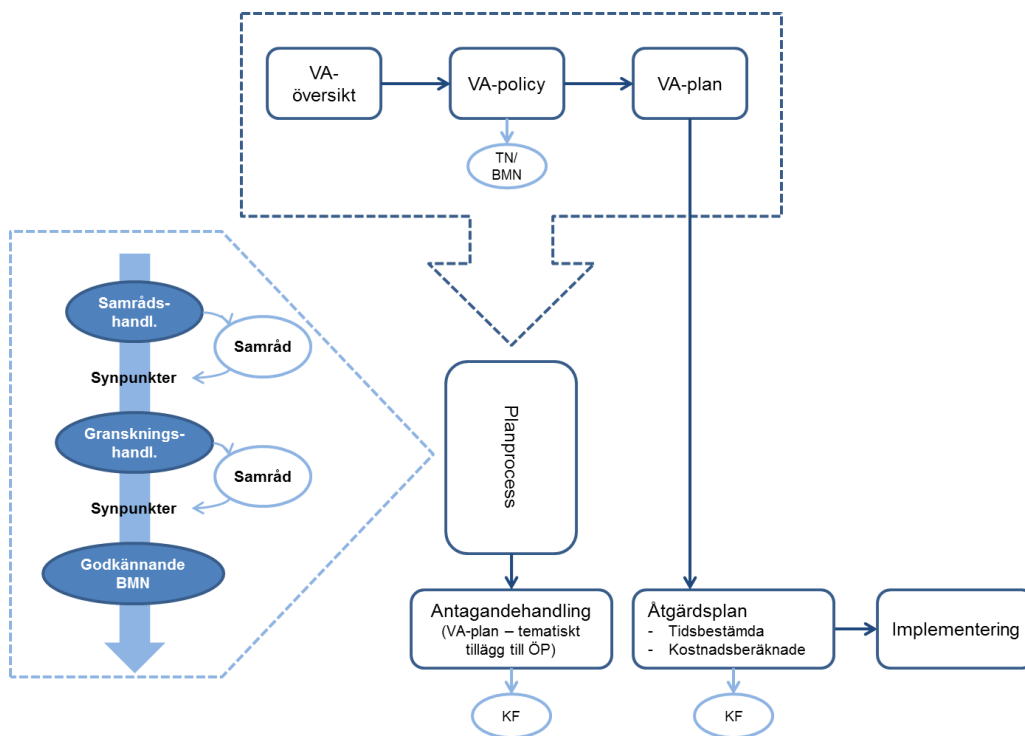 VA-
översikt
VA-policy
VA-plan
TN/
BMN
Samråds-
handl.
Samråd
Synpunkter
Gransknings-
handl.
Samråd
Synpunkter
Godkännande
BMN
Planprocess
Antagandehandling
(VA-plan – tematiskt
tillägg till ÖP)
KF
Åtgärdsplan
- Tidsbestämda
- Kostnadsberäknade
KF
Implementering